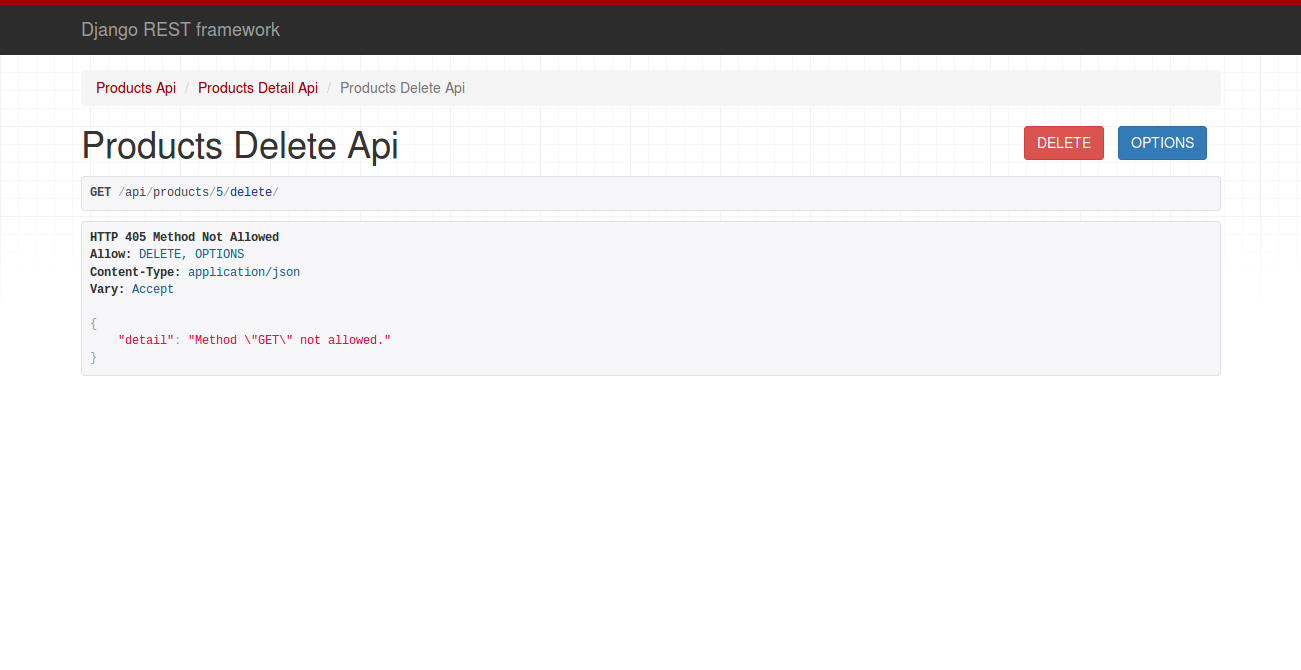 Django REST framework
Products Api / Products Detail Api / Products Delete Api
Products Delete Api
DELETE OPTIONS
GET /api/products/5/delete/
HTTP 405 Method Not Allowed
Allow: DELETE, OPTIONS
Content-Type: application/json
Vary: Accept
{
    "detail": "Method \"GET\" not allowed."
}